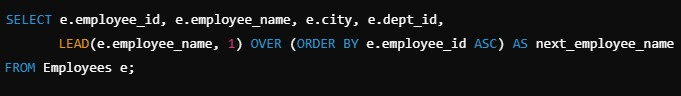 SELECT e.employee_id, e.employee_name, e.city, e.dept_id,
LEAD(e.employee_name, 1) OVER (ORDER BY e.employee_id ASC) AS next_employee_name
FROM Employees e;